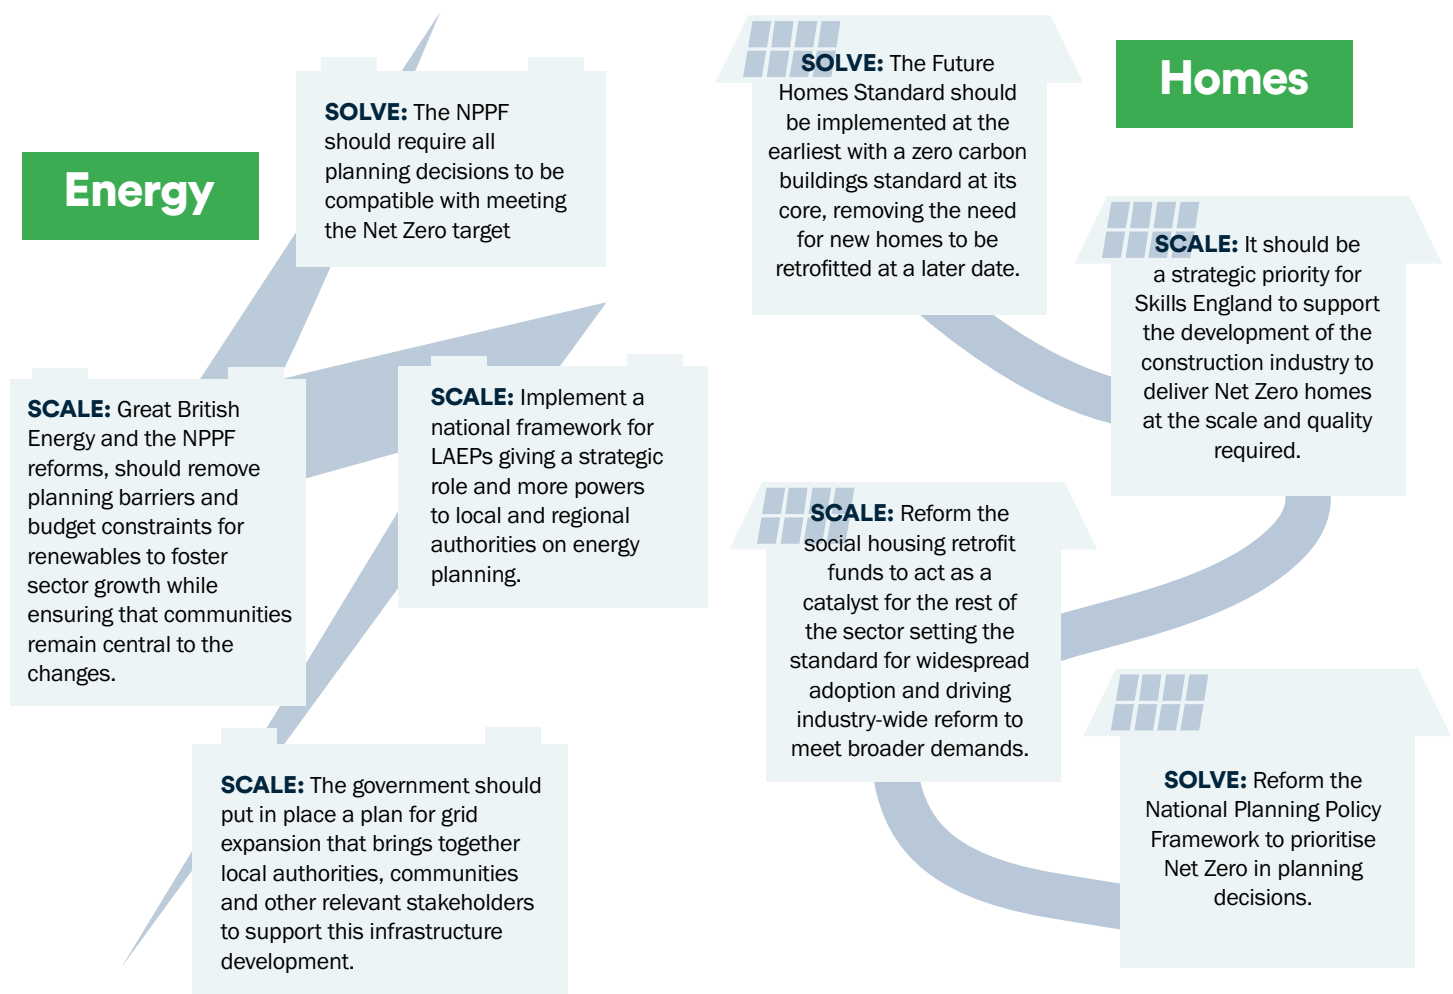 Energy
SOLVE: The NPPF
should require all
planning decisions to be
compatible with meeting
the Net Zero target
SCALE: Great British
Energy and the NPPF
reforms, should remove
planning barriers and
budget constraints for
renewables to foster
sector growth while
ensuring that communities
remain central to the
changes.
SCALE: Implement a
national framework for
LAEPs giving a strategic
role and more powers
to local and regional
authorities on energy
planning.
SCALE: The government should
put in place a plan for grid
expansion that brings together
local authorities, communities
and other relevant stakeholders
to support this infrastructure
development.
Homes
SOLVE: The Future
Homes Standard should
be implemented at the
earliest with a zero carbon
buildings standard at its
core, removing the need
for new homes to be
retrofitted at a later date.
SCALE: It should be
a strategic priority for
Skills England to support
the development of the
construction industry to
deliver Net Zero homes
at the scale and quality
required.
SCALE: Reform the
social housing retrofit
funds to act as a
catalyst for the rest of
the sector setting the
standard for widespread
adoption and driving
industry-wide reform to
meet broader demands.
SOLVE: Reform the
National Planning Policy
Framework to prioritise
Net Zero in planning
decisions.